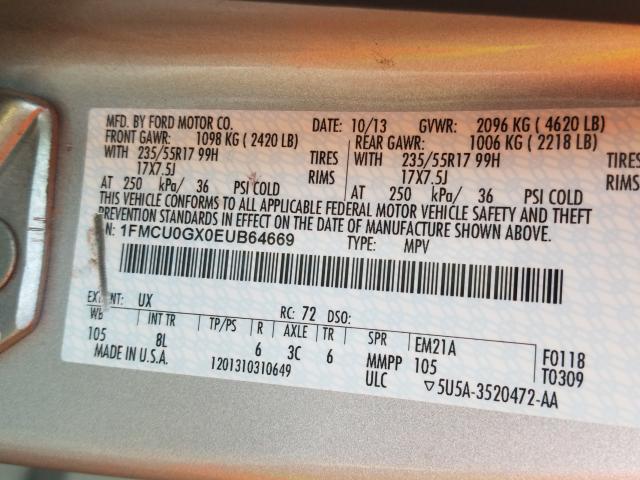 MFD. BY FORD MOTOR CO. DATE: 10/13 GVWR: 2096 KG ( 4620 LB)
FRONT GAWR: 1098 KG ( 2420 LB) REAR GAWR: 1006 KG ( 2218 LB)
WITH 235/55R17 99H TIRES WITH 235/55R17 99H TIRES
17X7.5J RIMS 17X7.5J RIMS
AT 250 kPa/ 36 PSI COLD AT 250 kPa/ 36 PSI COLD
THIS VEHICLE CONFORMS TO ALL APPLICABLE FEDERAL MOTOR VEHICLE SAFETY AND THEFT
PREVENTION STANDARDS IN EFFECT ON THE DATE OF MANUFACTURE SHOWN ABOVE.
N: 1FMCU0GX0EUB64669 TYPE: MPV
UX RC: 72 DSO:
WB INT TR TP/PS R AXLE TR SPR EM21A F0118
105 8L 6 3C 6 MMPP 105 T0309
MADE IN U.S.A. 1201310310649 ULC ▽5U5A-3520472-AA